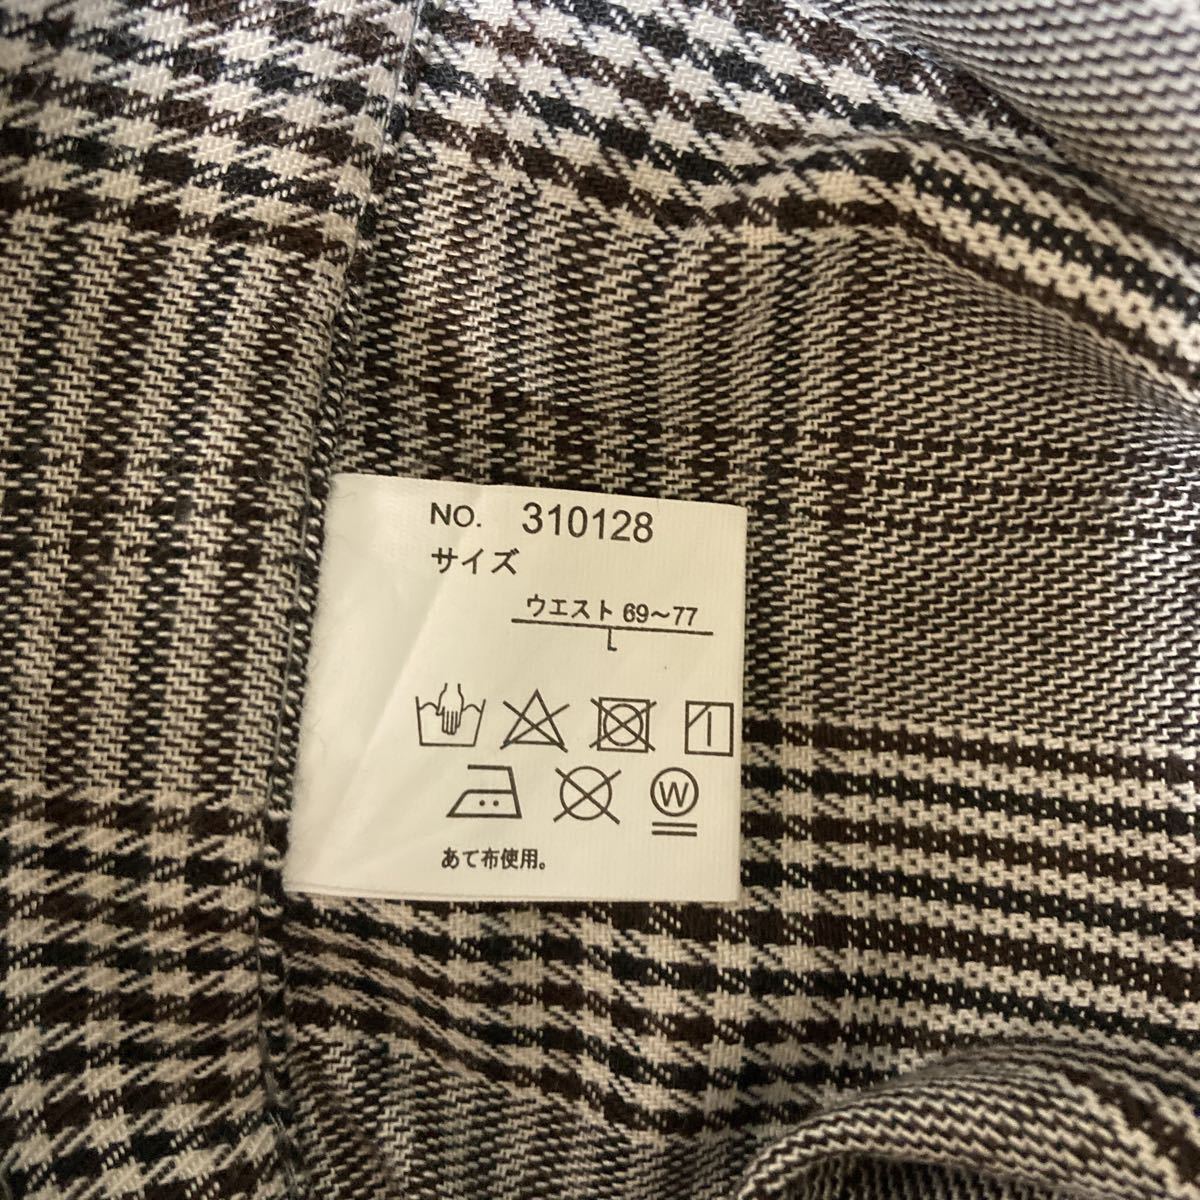 NO. 310128
サイズ
ウエスト 69〜77
L
W
あて布使用。